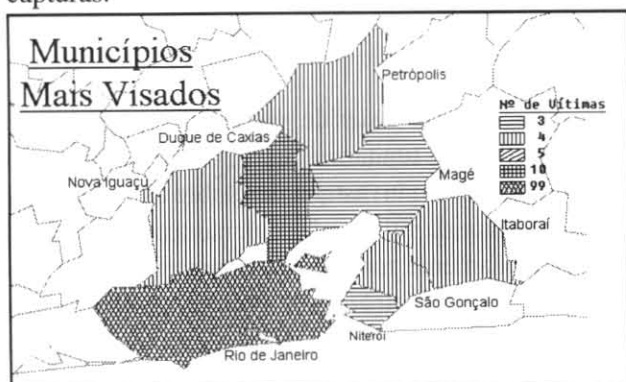 capturas.
Municípios
Mais Visados
Petrópolis
Nº de Vítimas
3
4
5
10
99
Duque de Caxias
Nova Iguaçu
Magé
Itaboraí
São Gonçalo
Niterói
Rio de Janeiro